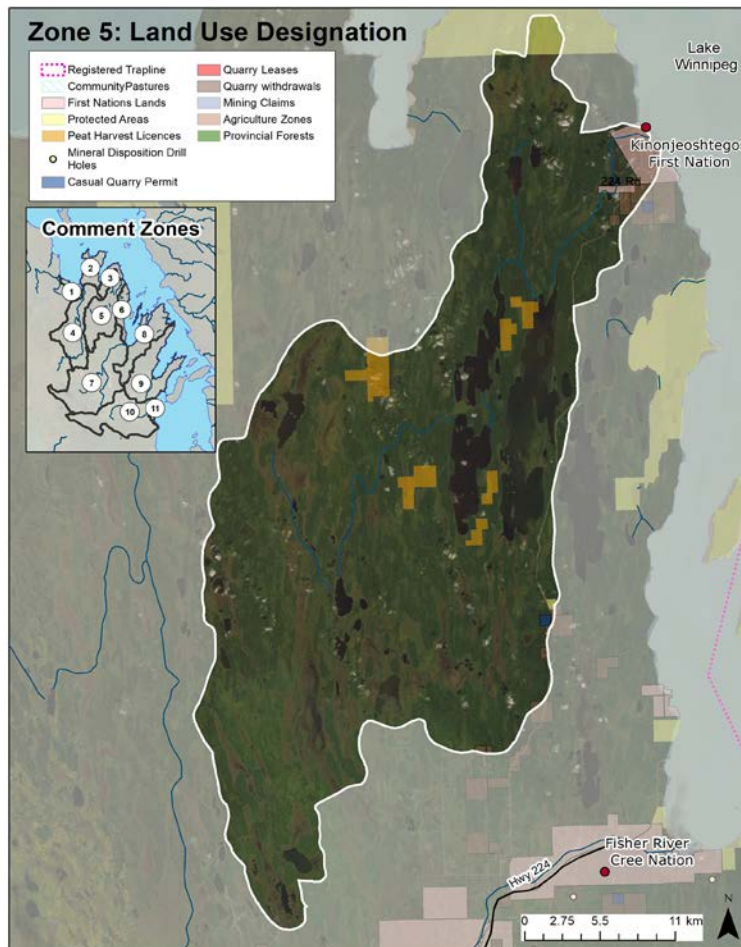 Zone 5: Land Use Designation
Registered Trapline
CommunityPastures
First Nations Lands
Protected Areas
Peat Harvest Licences
Mineral Disposition Drill
Holes
Casual Quarry Permit
Quarry Leases
Quarry withdrawals
Mining Claims
Agriculture Zones
Provincial Forests
Lake
Winnipeg
Kinonjeoshtegon
First Nation
224 Rd
Comment Zones
1
2
3
4
5
6
7
8
9
10
11
Fisher River
Cree Nation
Hwy 224
N
0 2.75 5.5 11 km